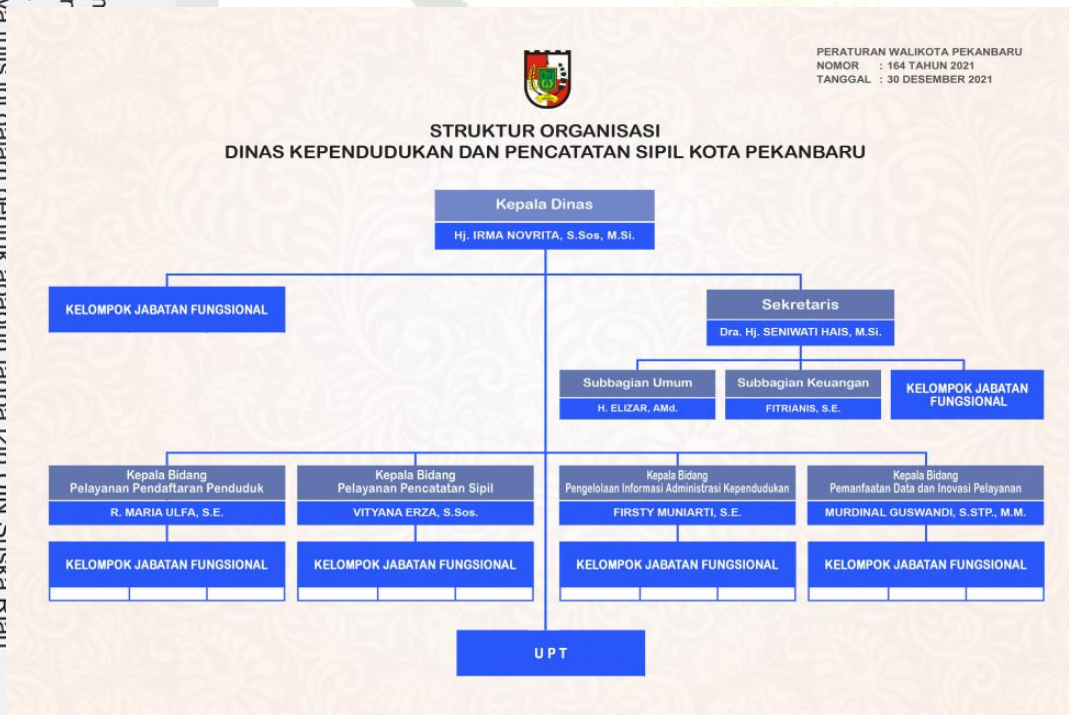 PERATURAN WALIKOTA PEKANBARU
NOMOR : 164 TAHUN 2021
TANGGAL : 30 DESEMBER 2021
STRUKTUR ORGANISASI
DINAS KEPENDUDUKAN DAN PENCATATAN SIPIL KOTA PEKANBARU
Kepala Dinas
Hj. IRMA NOVRITA, S.Sos, M.Si.
KELOMPOK JABATAN FUNGSIONAL
Sekretaris
Dra. Hj. SENIWATI HAIS, M.Si.
Subbagian Umum
H. ELIZAR, AMd.
Subbagian Keuangan
FITRIANIS, S.E.
KELOMPOK JABATAN
FUNGSIONAL
Kepala Bidang
Pelayanan Pendaftaran Penduduk
R. MARIA ULFA, S.E.
Kepala Bidang
Pelayanan Pencatatan Sipil
VITYANA ERZA, S.Sos.
Kepala Bidang
Pengelolaan Informasi Administrasi Kependudukan
FIRSTY MUNIARTI, S.E.
Kepala Bidang
Pemanfaatan Data dan Inovasi Pelayanan
MURDINAL GUSWANDI, S.STP., M.M.
KELOMPOK JABATAN FUNGSIONAL
KELOMPOK JABATAN FUNGSIONAL
KELOMPOK JABATAN FUNGSIONAL
KELOMPOK JABATAN FUNGSIONAL
UPT